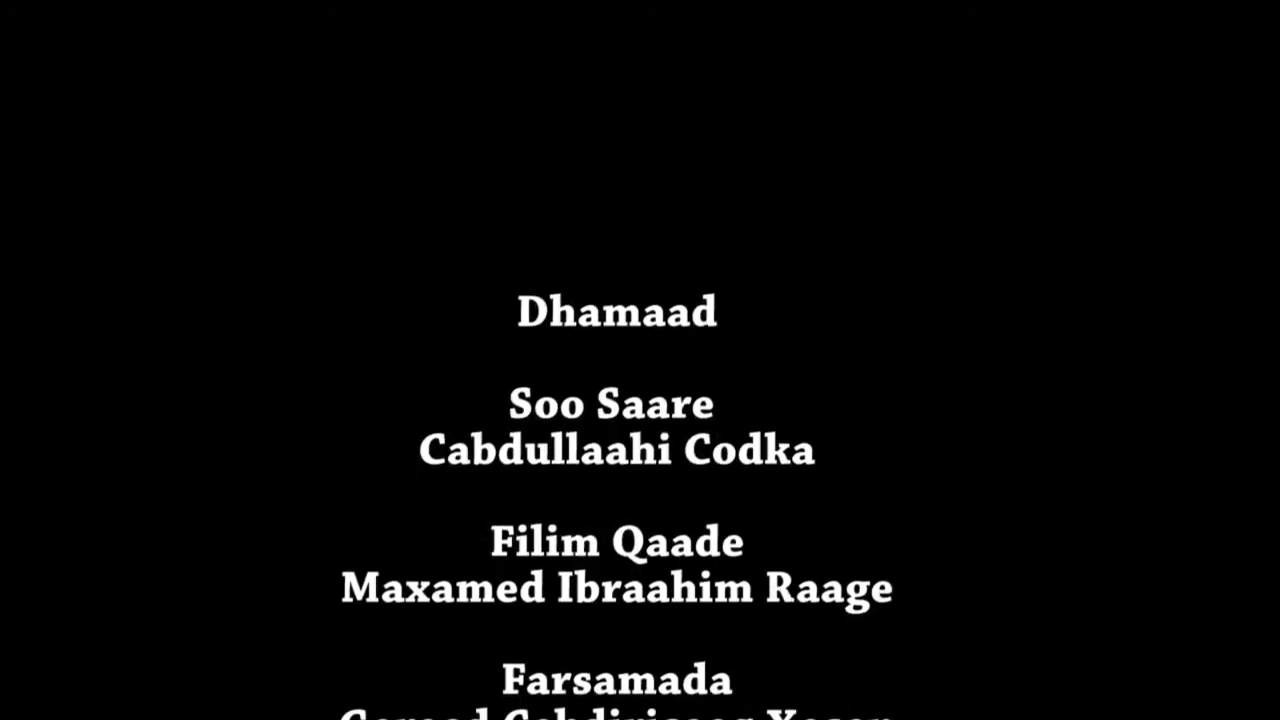 Dhamaad
Soo Saare
Cabdullaahi Codka
Filim Qaade
Maxamed Ibraahim Raage
Farsamada